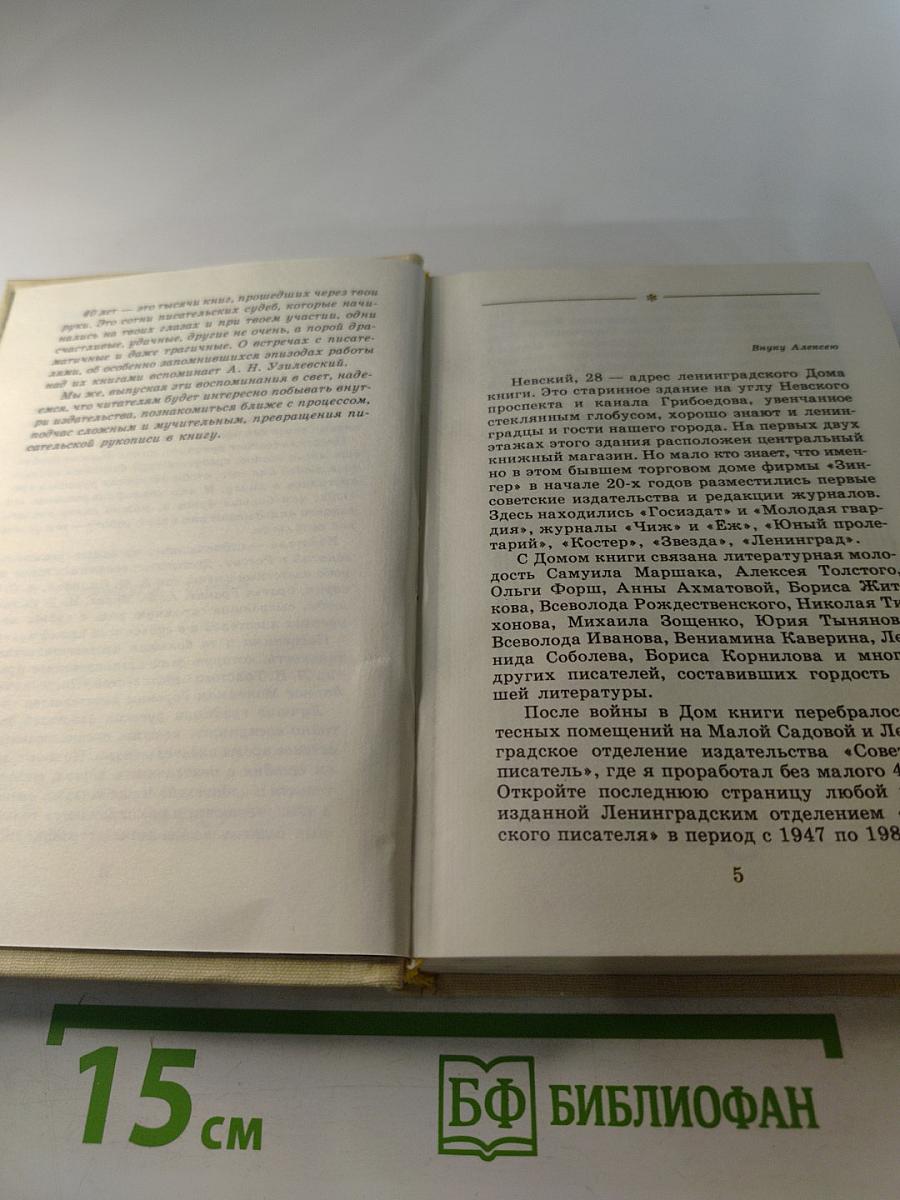 40 лет — это тысячи книг, прошедших через твои
руки. Это сотни писательских судеб, которые начи-
нались на твоих глазах и при твоем участии, одни
счастливые, удачные, другие не очень, а порой дра-
матичные и даже трагичные. О встречах с писате-
лями, об особенно запомнившихся эпизодах работы
над их книгами вспоминает А. Н. Узилевский.
Мы же, выпуская эти воспоминания в свет, наде-
емся, что читателям будет интересно побывать внут-
ри издательства, познакомиться ближе с процессом,
подчас сложным и мучительным, превращения пи-
сательской рукописи в книгу.
Внуку Алексею
Невский, 28 — адрес ленинградского Дома
книги. Это старинное здание на углу Невского
проспекта и канала Грибоедова, увенчанное
стеклянным глобусом, хорошо знают и ленин-
градцы и гости нашего города. На первых двух
этажах этого здания расположен центральный
книжный магазин. Но мало кто знает, что имен-
но в этом бывшем торговом доме фирмы «Зин-
гер» в начале 20-х годов разместились первые
советские издательства и редакции журналов.
Здесь находились «Госиздат» и «Молодая гвар-
дия», журналы «Чиж» и «Еж», «Юный проле-
тарий», «Костер», «Звезда», «Ленинград».
С Домом книги связана литературная моло-
дость Самуила Маршака, Алексея Толстого,
Ольги Форш, Анны Ахматовой, Бориса Жит
кова, Всеволода Рождественского, Николая Ти
хонова, Михаила Зощенко, Юрия Тынянов
Всеволода Иванова, Вениамина Каверина, Ле
нида Соболева, Бориса Корнилова и мног
других писателей, составивших гордость
шей литературы.
После войны в Дом книги перебралос
тесных помещений на Малой Садовой и Ле
градское отделение издательства «Совет
писатель», где я проработал без малого 4
Откройте последнюю страницу любой
изданной Ленинградским отделением «
ского писателя» в период с 1947 по 198
5
15 см
БФ БИБЛИОФАН